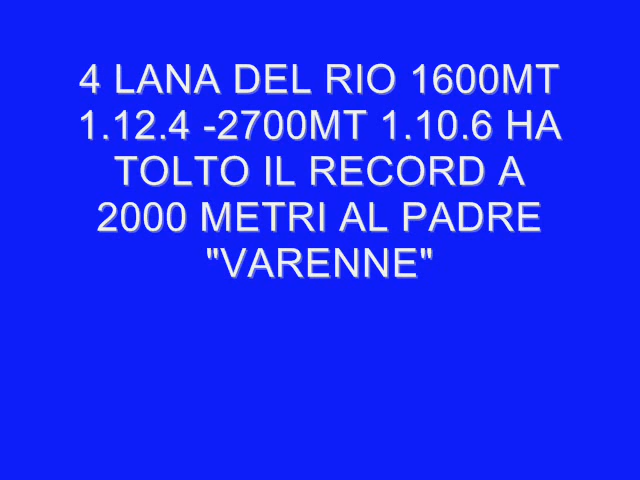 4 LANA DEL RIO 1600MT
1.12.4 -2700MT 1.10.6 HA
TOLTO IL RECORD A
2000 METRI AL PADRE
"VARENNE"